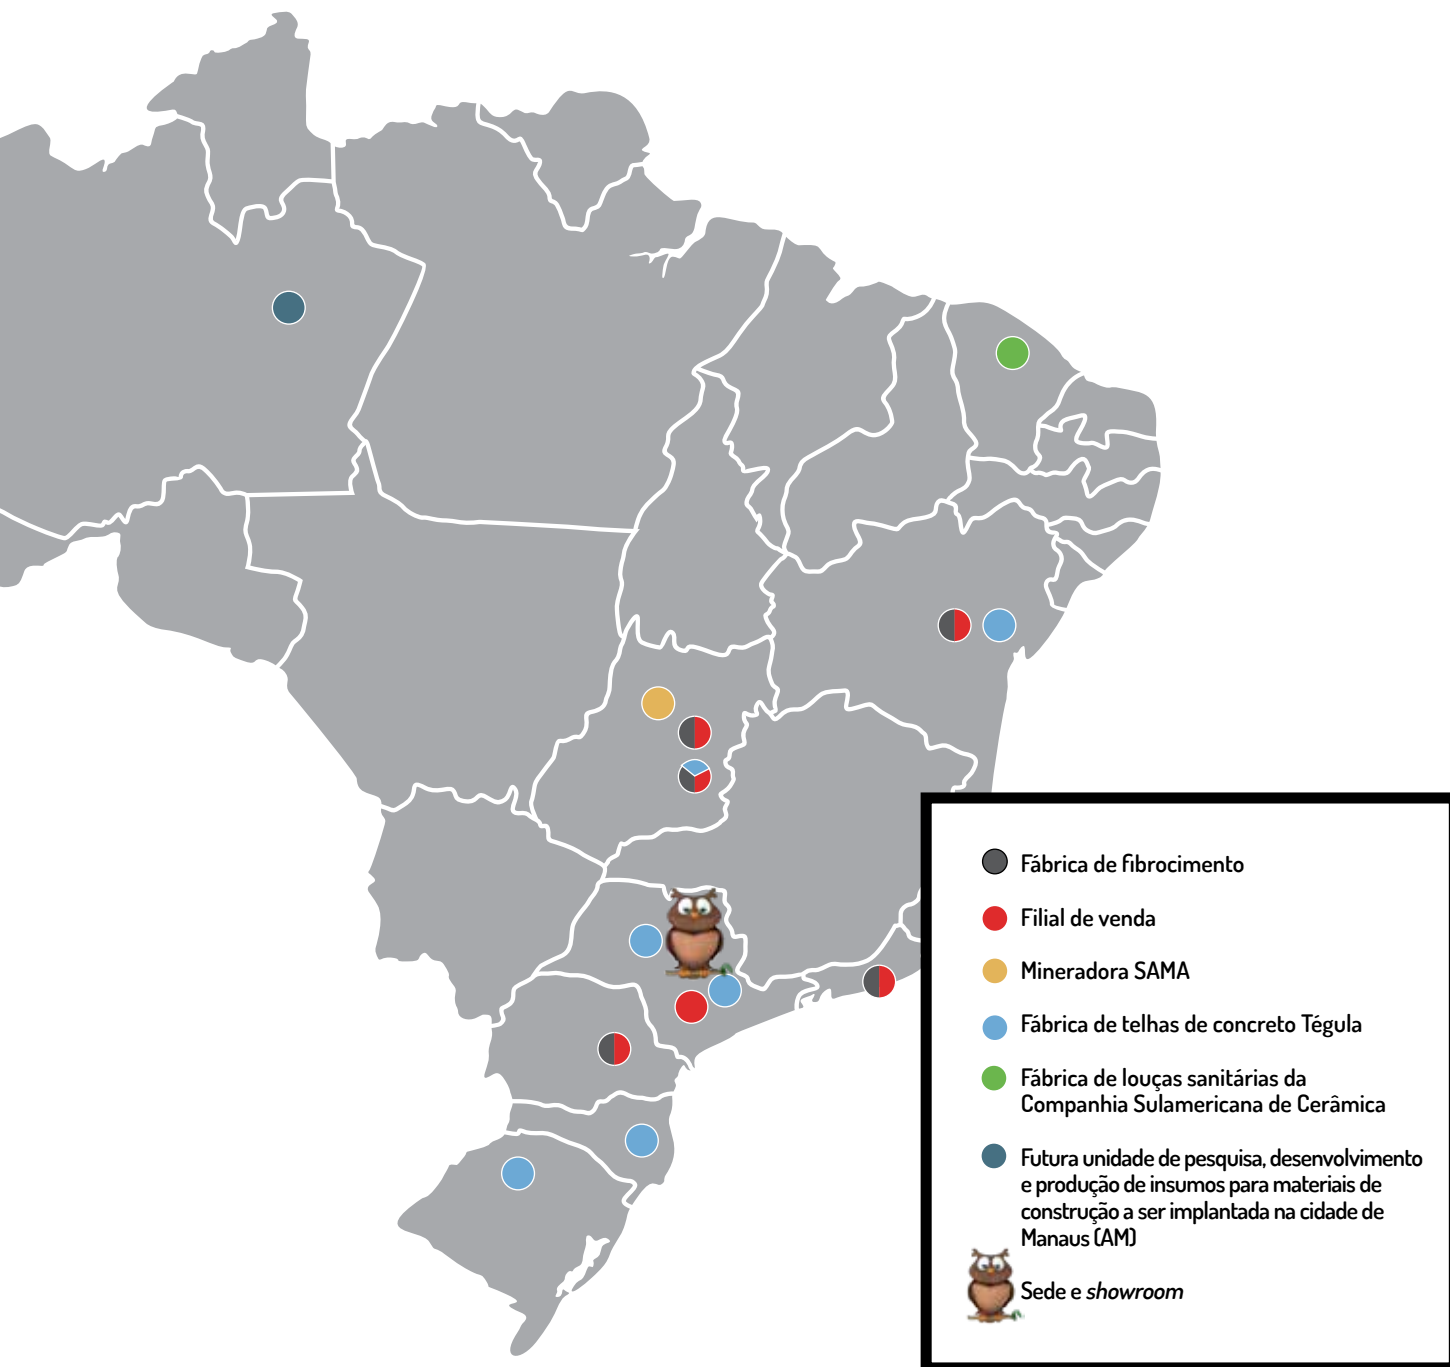 Fábrica de fibrocimento
Filial de venda
Mineradora SAMA
Fábrica de telhas de concreto Tégula
Fábrica de louças sanitárias da
Companhia Sulamericana de Cerâmica
Futura unidade de pesquisa, desenvolvimento
e produção de insumos para materiais de
construção a ser implantada na cidade de
Manaus (AM)
Sede e showroom